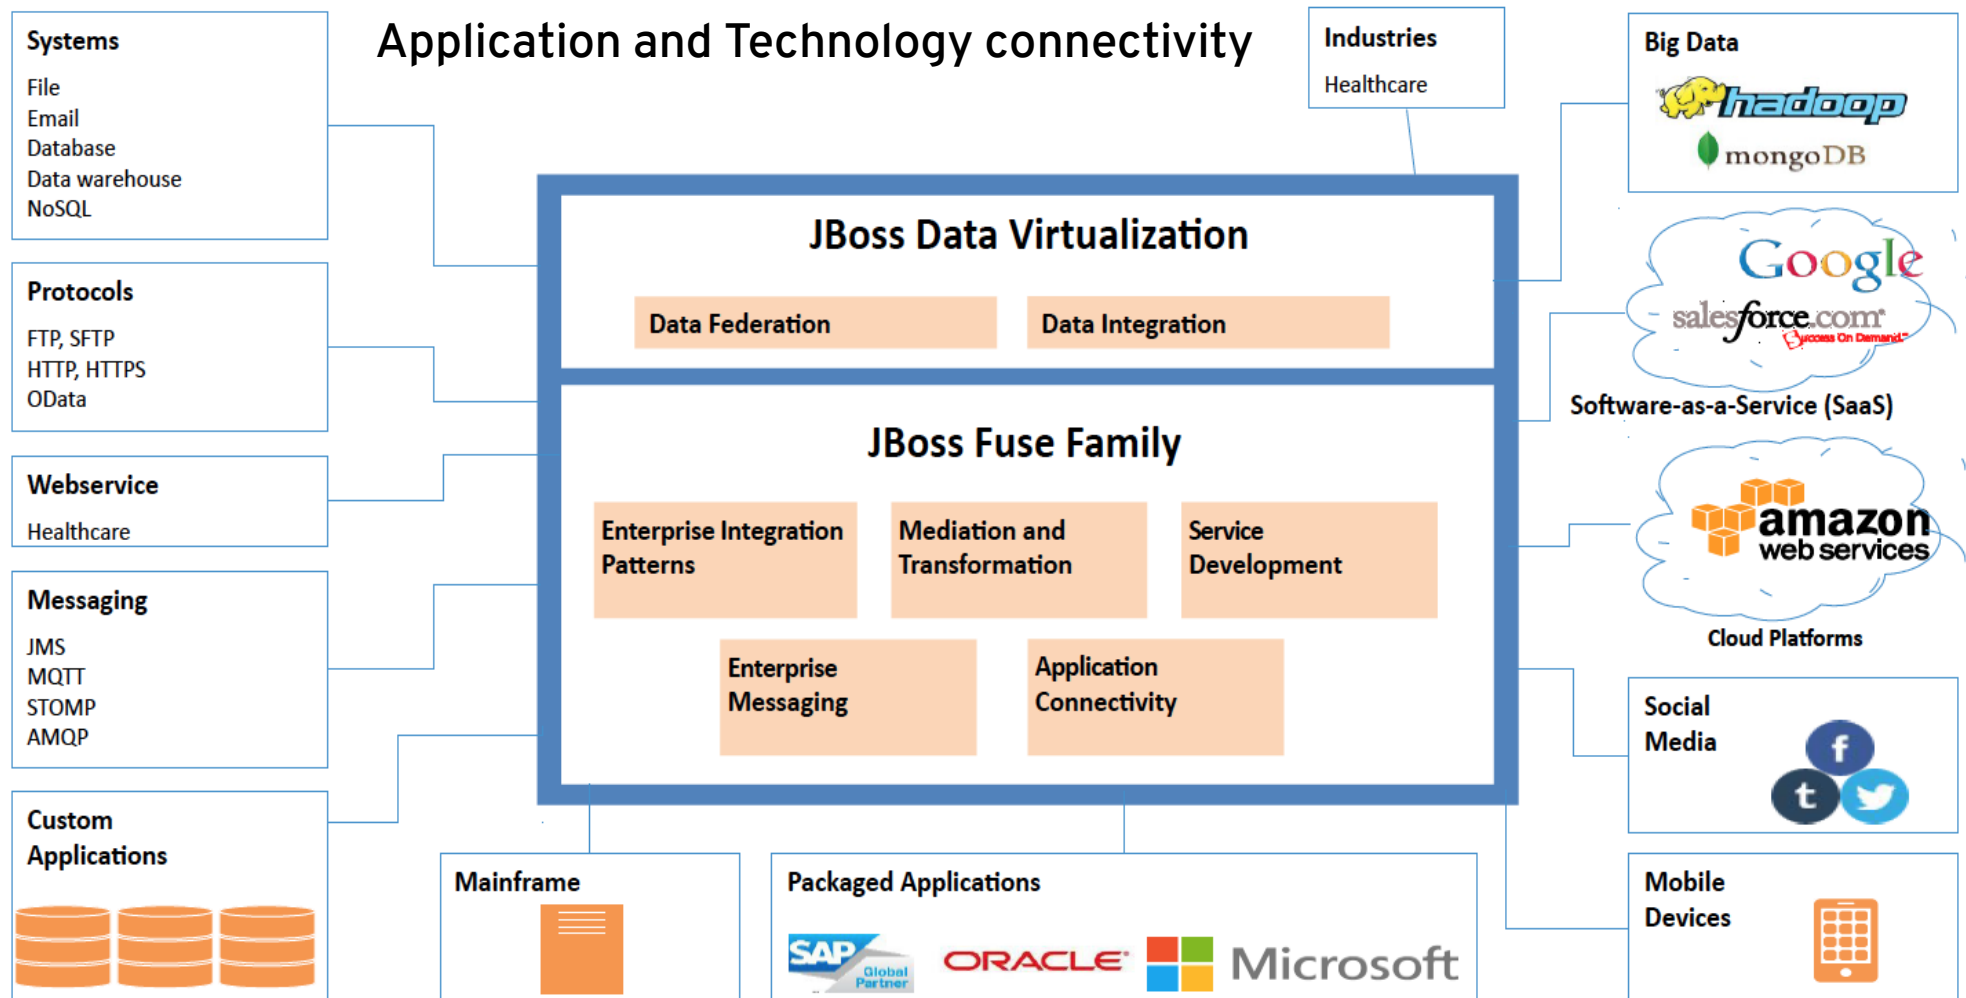 Application and Technology connectivity
Systems
File
Email
Database
Data warehouse
NoSQL
Protocols
FTP, SFTP
HTTP, HTTPS
OData
Webservice
Healthcare
Messaging
JMS
MQTT
STOMP
AMQP
Custom
Applications
Industries
Healthcare
JBoss Data Virtualization
Data Federation
Data Integration
JBoss Fuse Family
Enterprise Integration
Patterns
Mediation and
Transformation
Service
Development
Enterprise
Messaging
Application
Connectivity
Mainframe
Packaged Applications
SAP
Global
Partner
ORACLE
Microsoft
Big Data
hadoop
mongoDB
Google
salesforce.com
Success On Demand.
Software-as-a-Service (SaaS)
amazon
web services
Cloud Platforms
Social
Media
f
t
Mobile
Devices